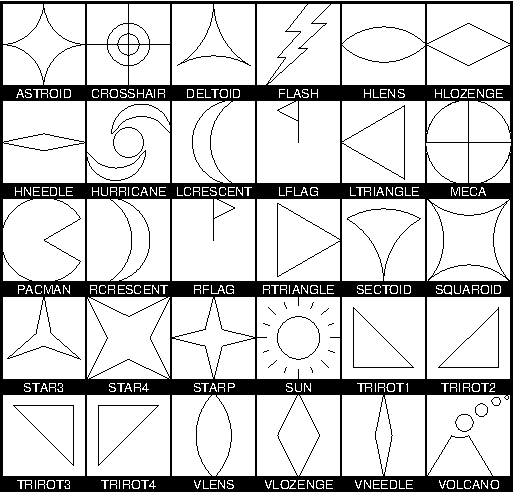 ASTROID CROSSHAIR DELTOID FLASH HLENS HLOZENGE
HNEEDLE HURRICANE LCRESCENT LFLAG LTRIANGLE MECA
PACMAN RCRESCENT RFLAG RTRIANGLE SECTOID SQUAROID
STAR3 STAR4 STARP SUN TRIROT1 TRIROT2
TRIROT3 TRIROT4 VLENS VLOZENGE VNEEDLE VOLCANO